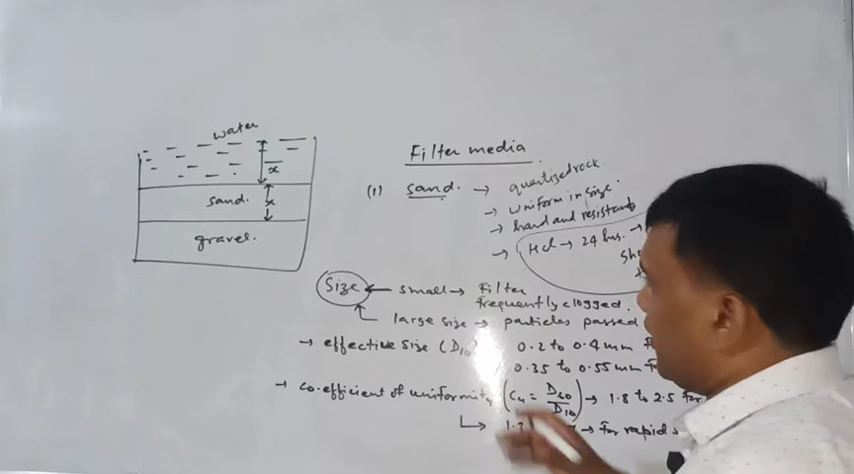 water
x
sand.
x
gravel.
Filter media
(1) sand. → quartized rock
→ uniform in size.
→ hard and resistant
→ Hcl → 24 hrs. →
Size ← small → Filter
frequently clogged.
large size → particles passed
→ effective size (D10) 0.2 to 0.4 mm
0.35 to 0.55 mm
→ co.efficient of uniformity (Cu = D60/D10) → 1.8 to 2.5 for
→ for rapid